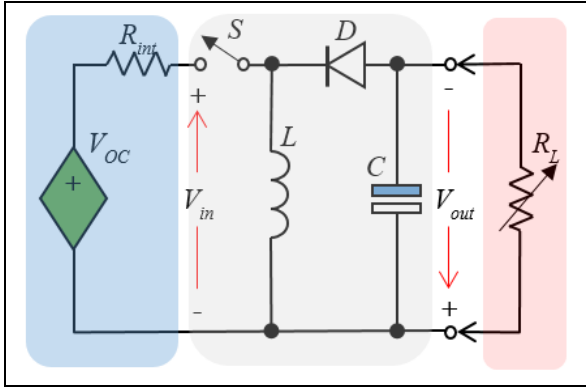 R_int S D
+ -
V_OC L
+ V_in C V_out R_L
- +